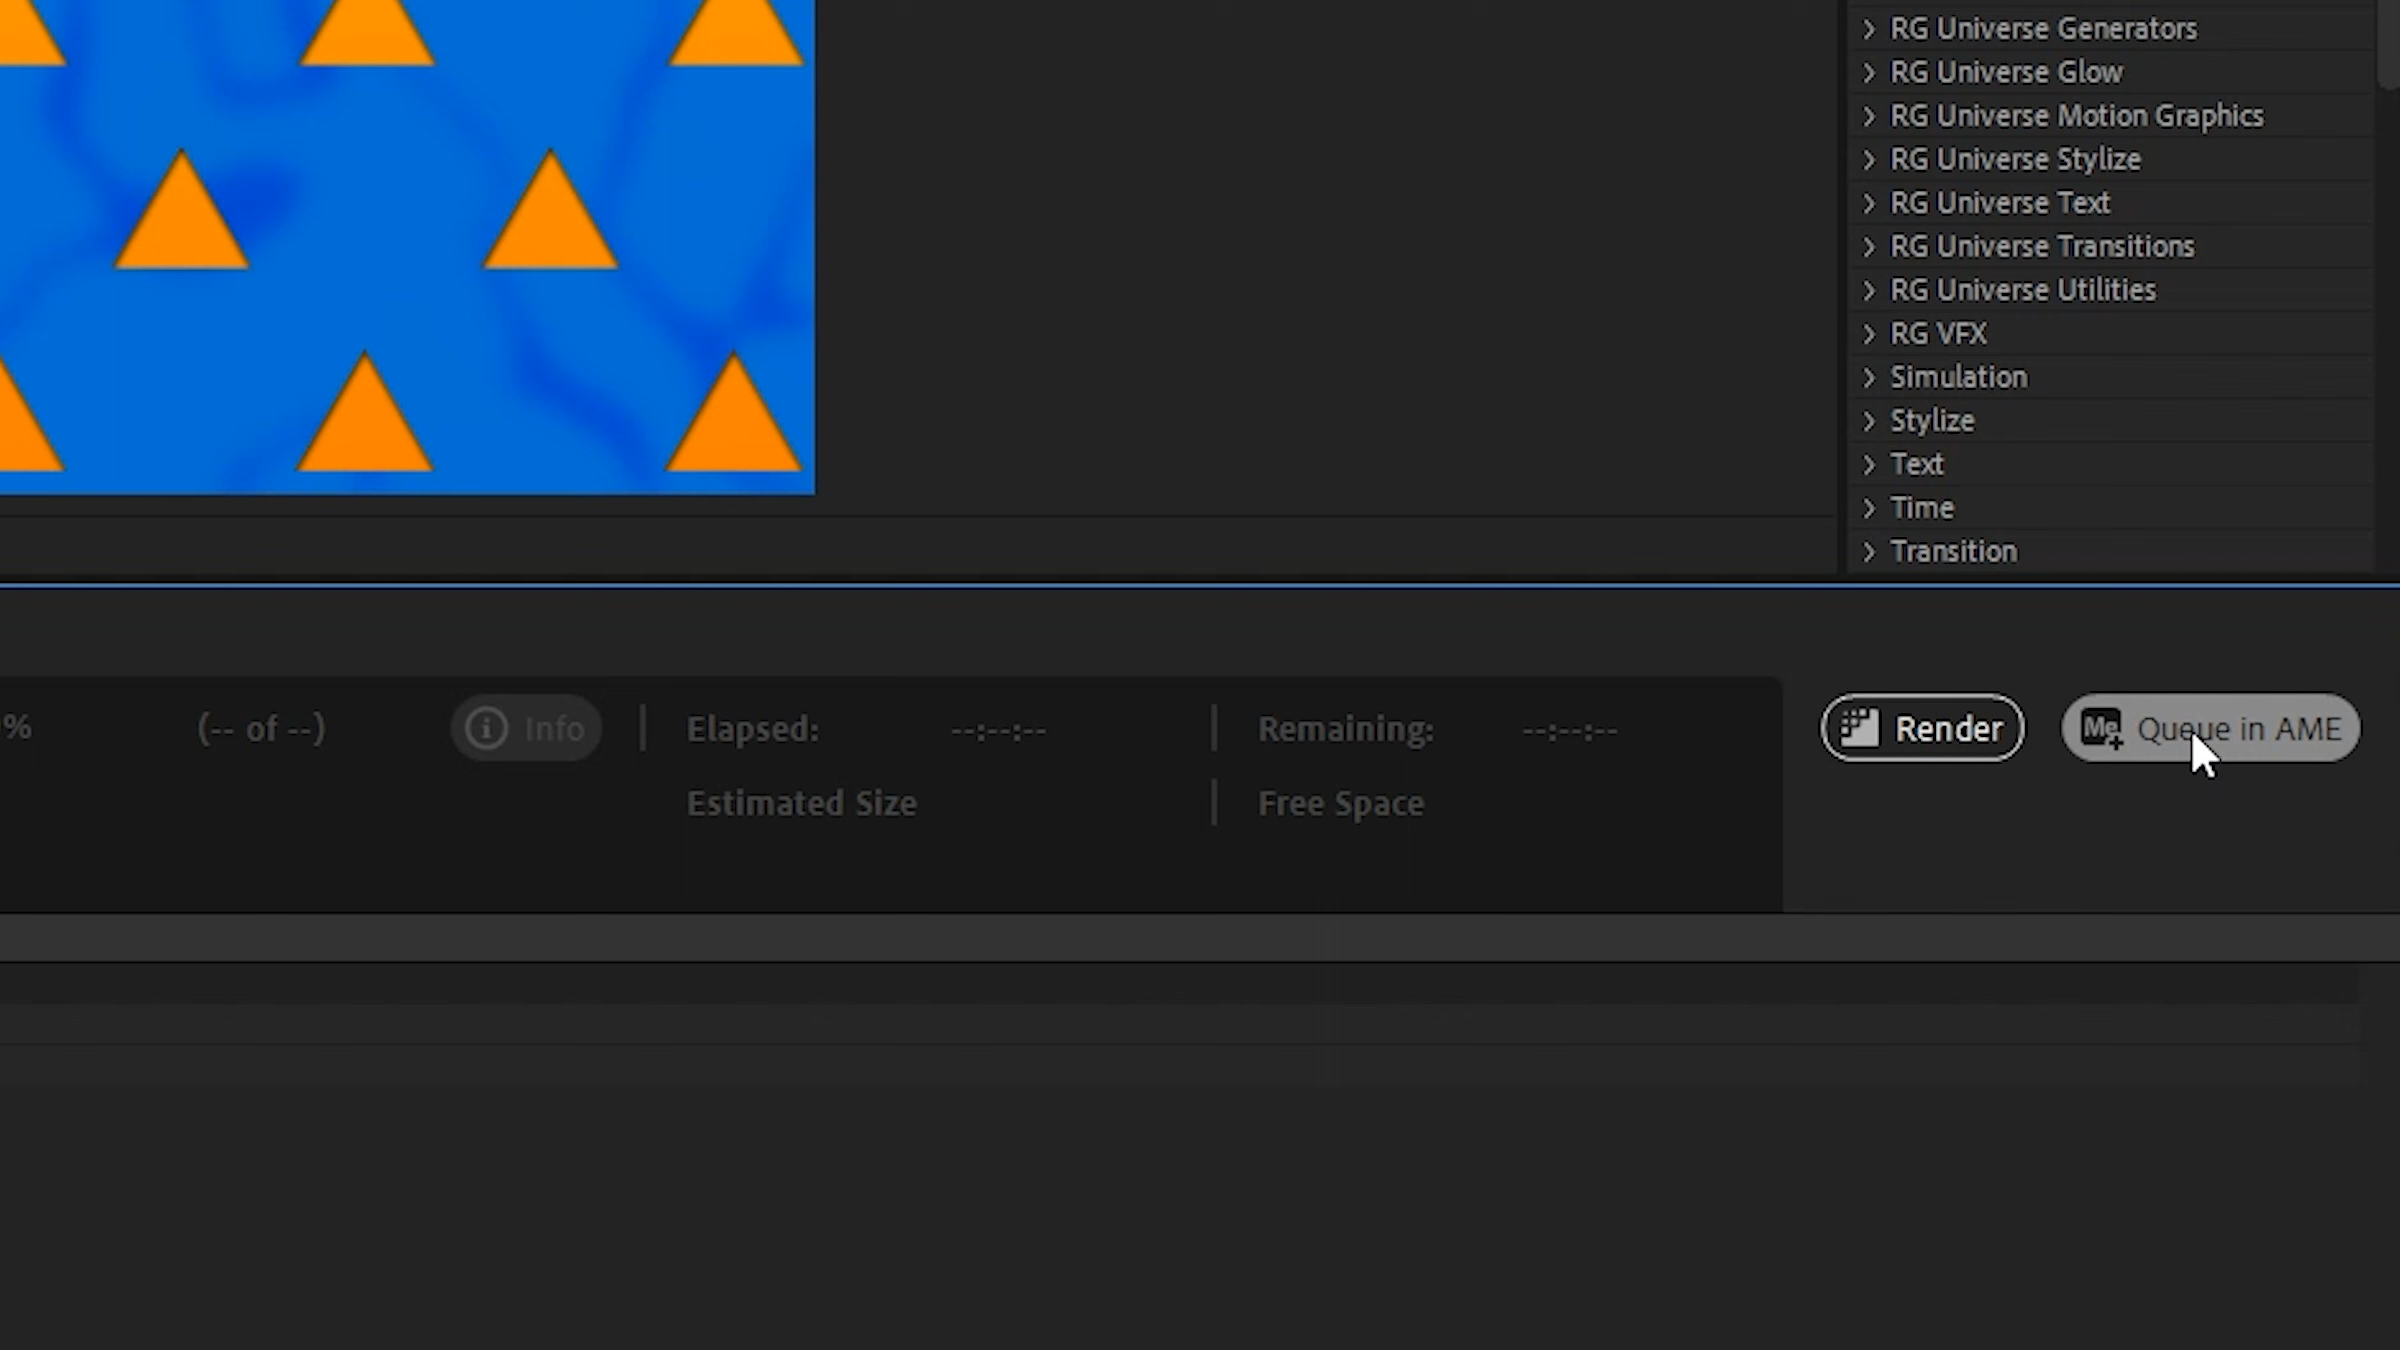 RG Universe Generators
RG Universe Glow
RG Universe Motion Graphics
RG Universe Stylize
RG Universe Text
RG Universe Transitions
RG Universe Utilities
RG VFX
Simulation
Stylize
Text
Time
Transition
% (-- of --) Info Elapsed: --:--:-- Remaining: --:--:-- Render Me Queue in AME
Estimated Size Free Space